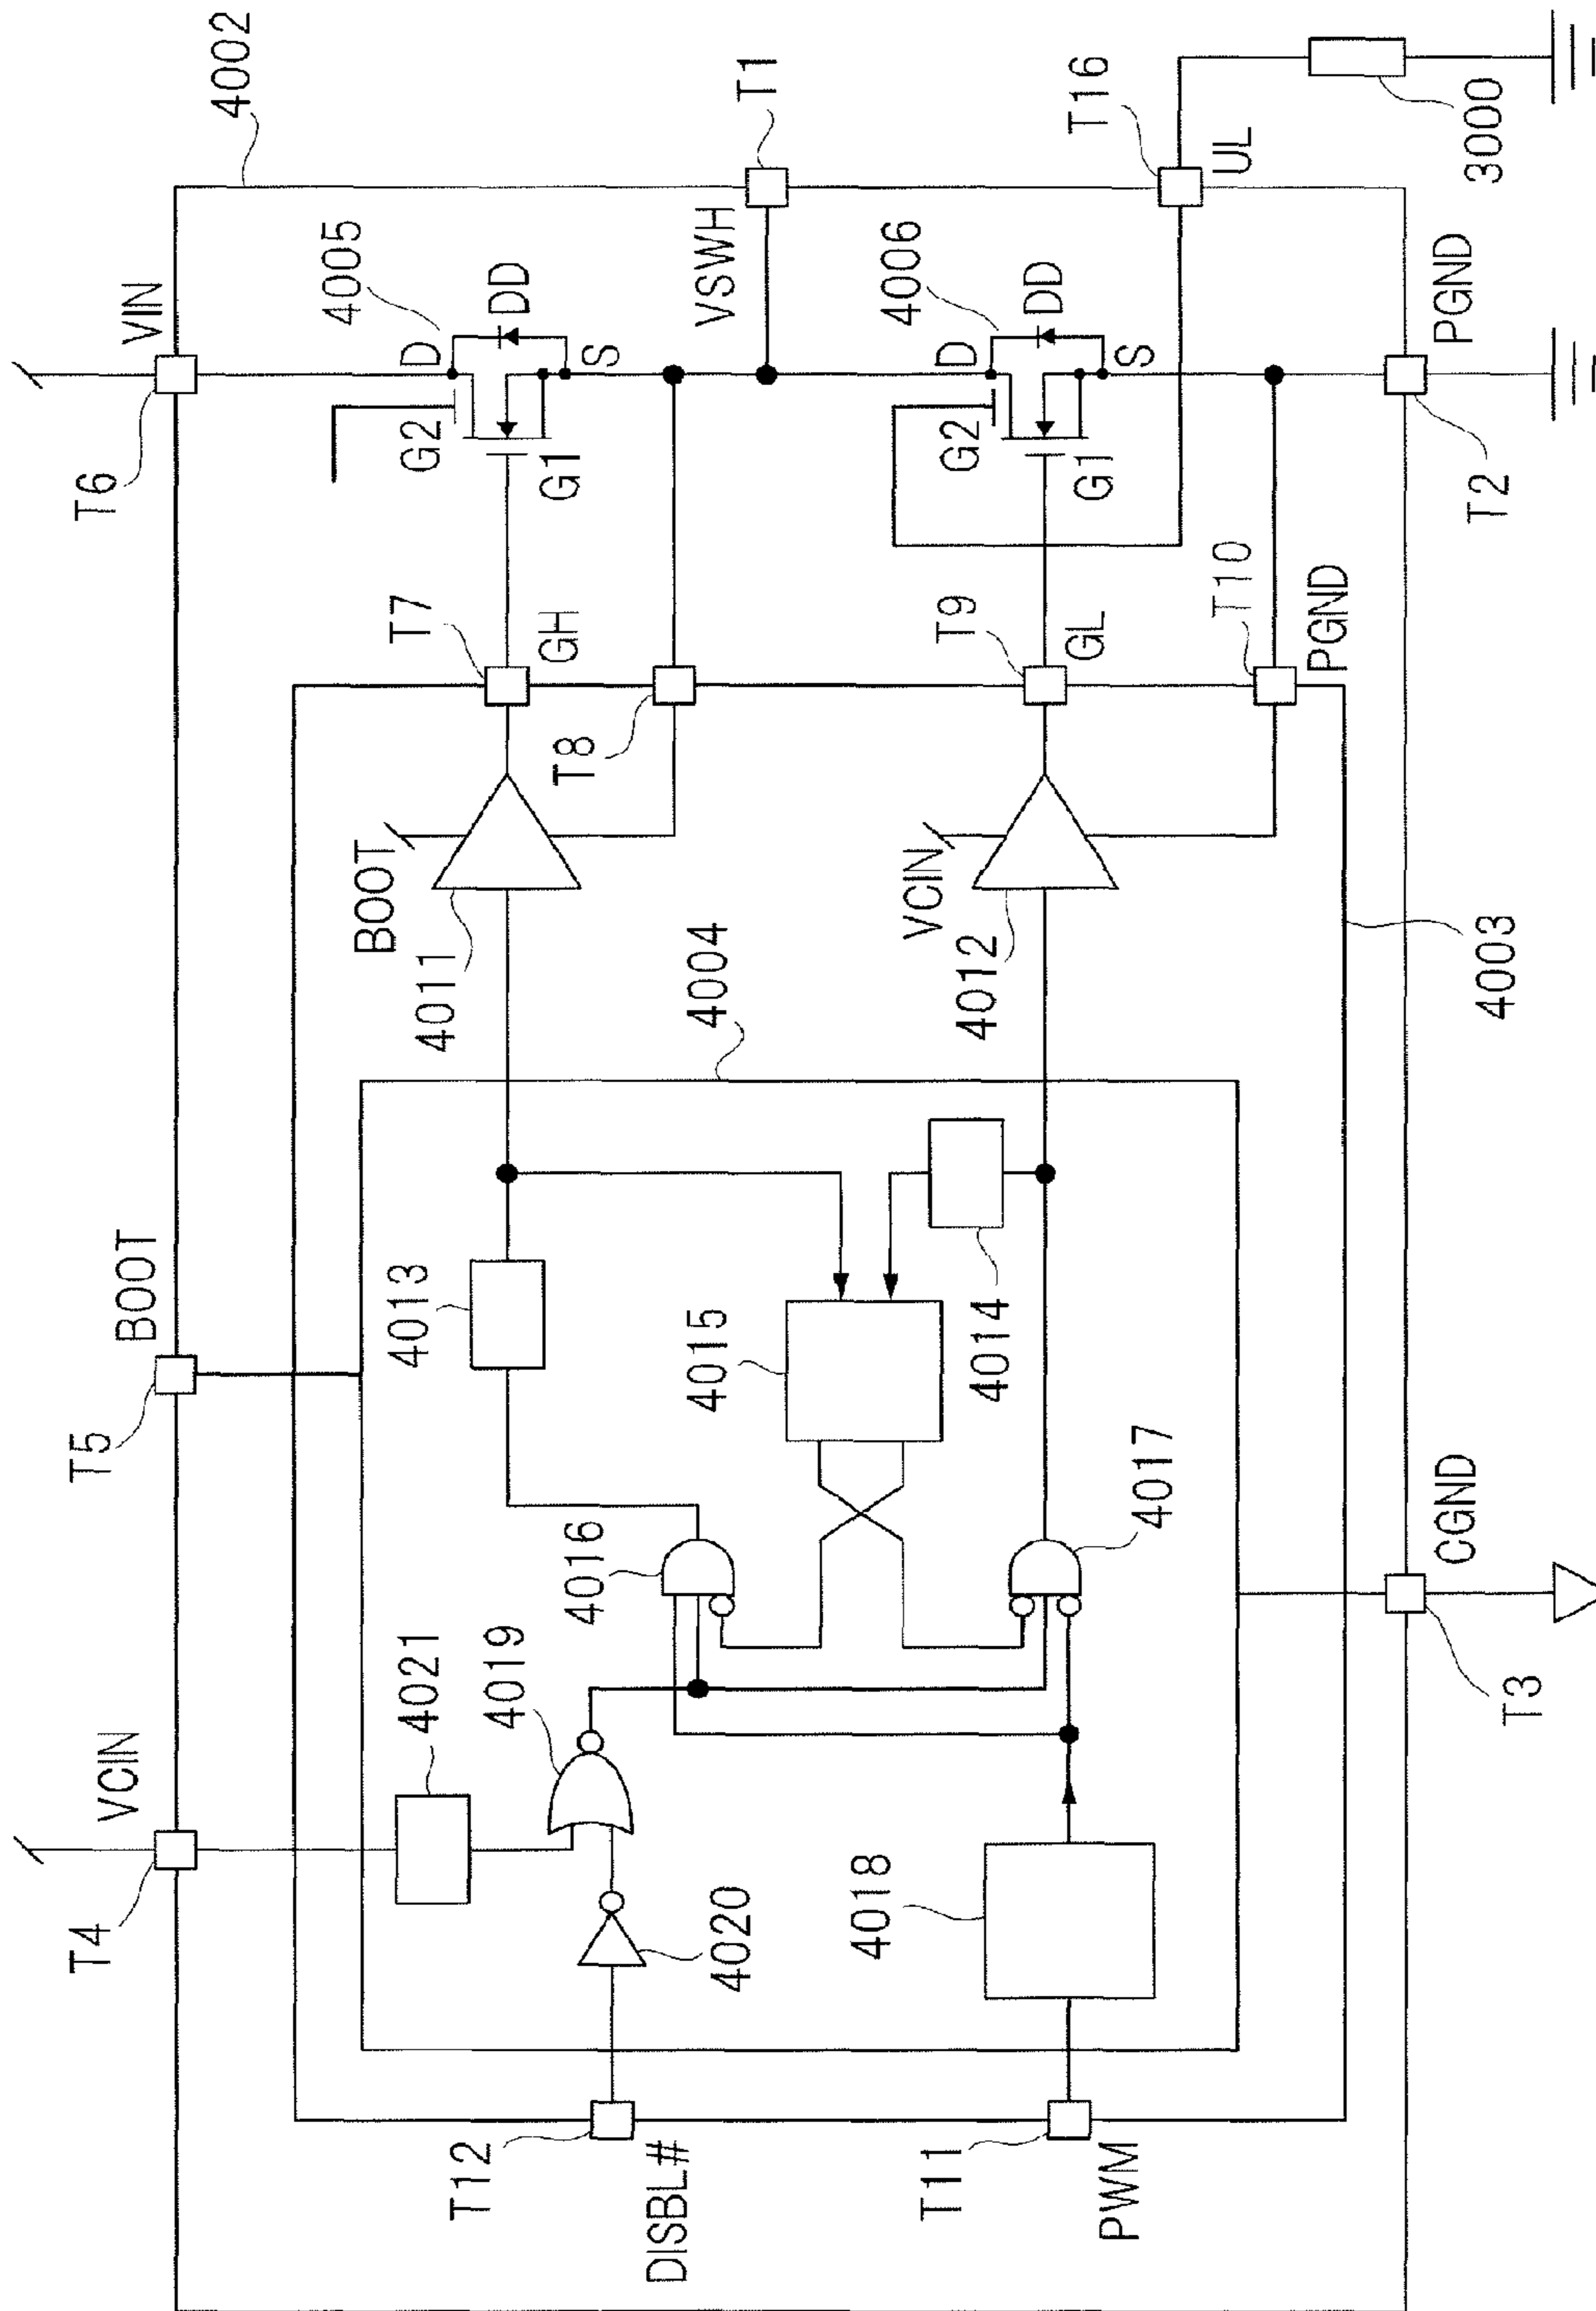 4002
VIN
T6
BOOT
T5
VCIN
T4
4005
D
DD
G2
S
G1
T1
VSWH
T7
GH
T8
BOOT
4011
4004
4013
4016
4019
4021
4006
D
DD
G2
S
G1
T16
UL
3000
T9
GL
T10
PGND
VCIN
4012
4015
4014
4017
4018
4020
T12
DISBL#
T11
PWM
4003
PGND
T2
CGND
T3